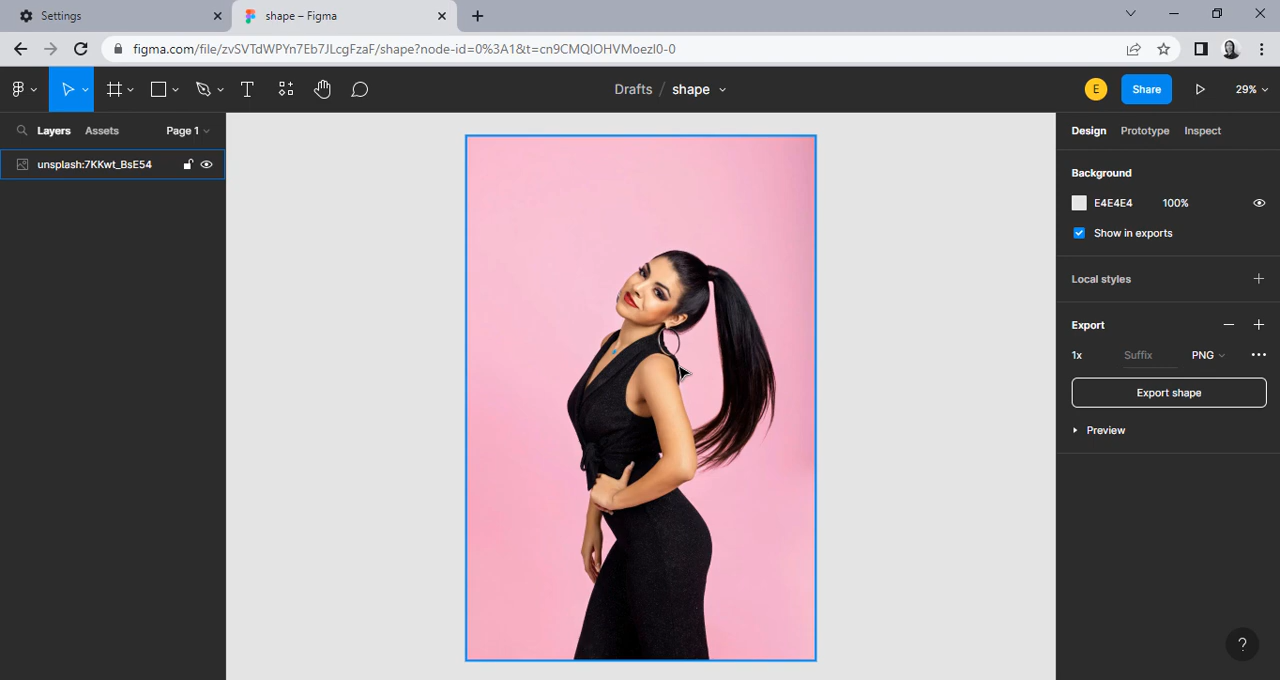 Settings
shape – Figma
figma.com/file/zvSVTdWPYn7Eb7JLcgFzaF/shape?node-id=0%3A1&t=cn9CMQIOHVMoezI0-0
Drafts / shape
E
Share
29%
Layers
Assets
Page 1
Design
Prototype
Inspect
unsplash:7KKwt_BsE54
Background
E4E4E4
100%
Show in exports
Local styles
Export
1x
Suffix
PNG
Export shape
Preview
?